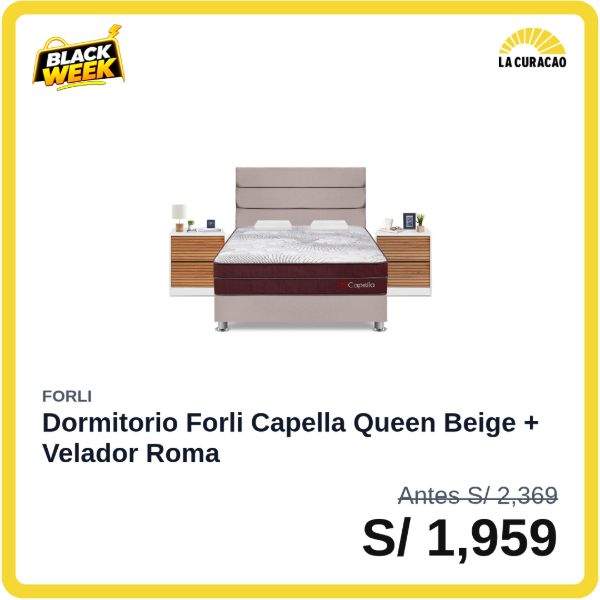 BLACK
WEEK
LA CURACAO
Capella
FORLI
Dormitorio Forli Capella Queen Beige +
Velador Roma
Antes S/ 2,369
S/ 1,959